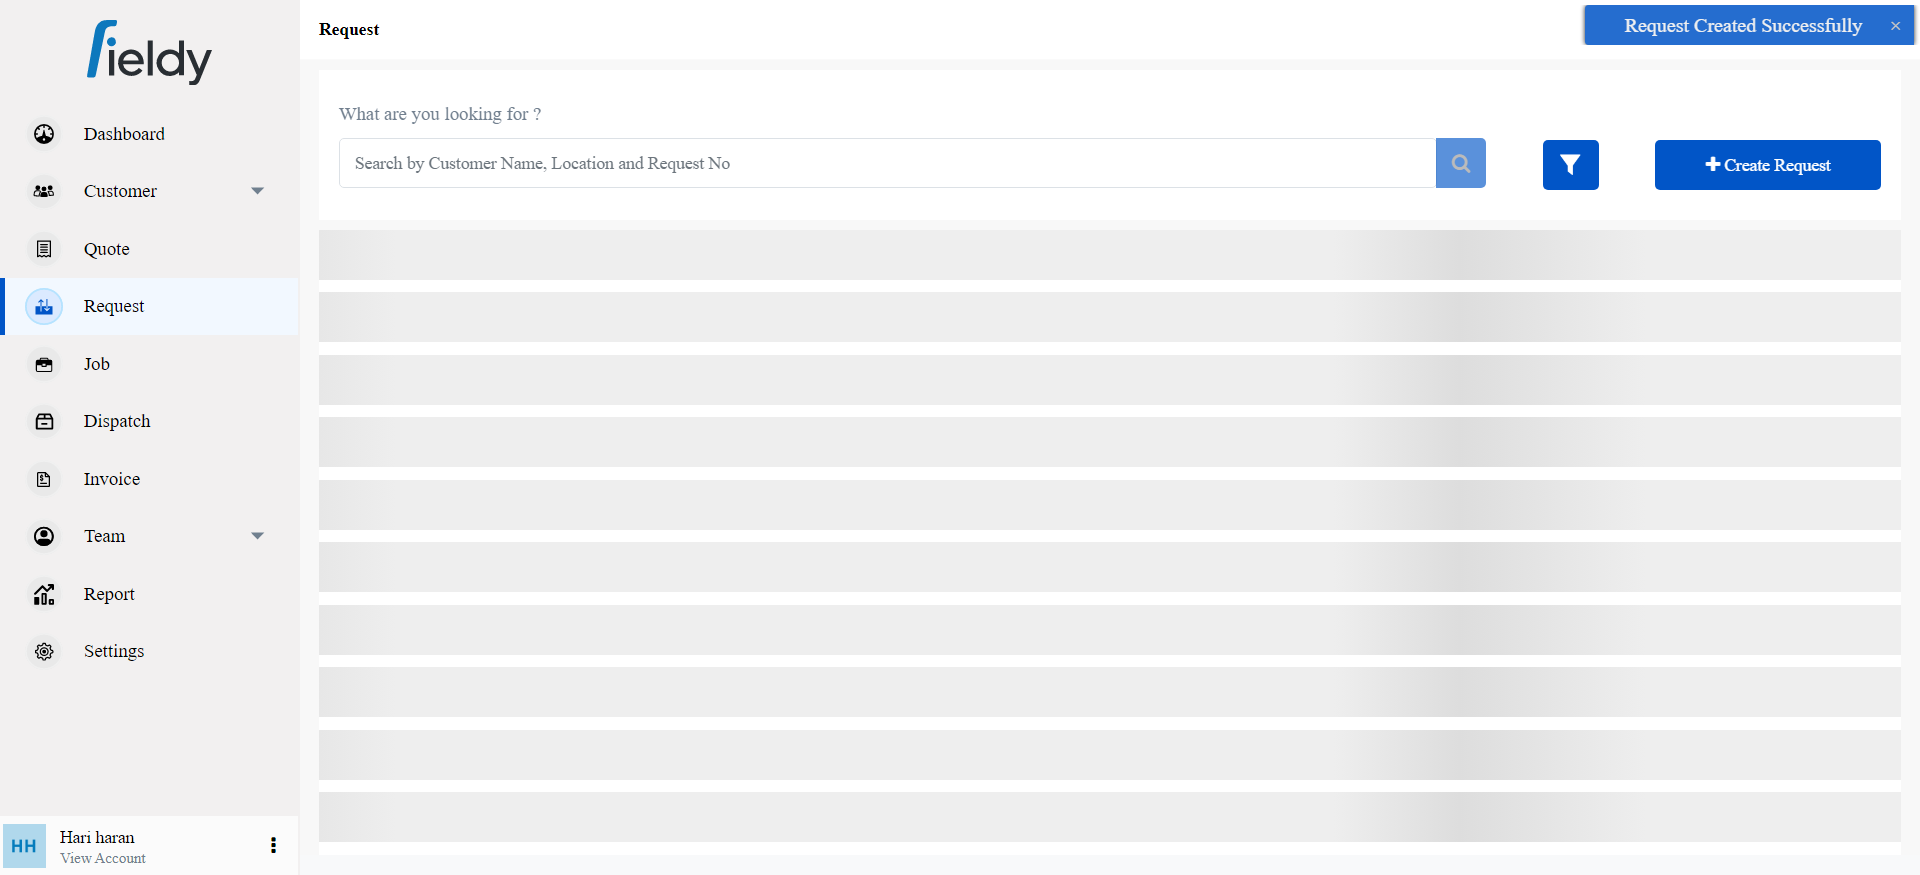 fieldy
Dashboard
Customer
Quote
Request
Job
Dispatch
Invoice
Team
Report
Settings
HH
Hari haran
View Account
Request
Request Created Successfully ×
What are you looking for ?
Search by Customer Name, Location and Request No
Create Request